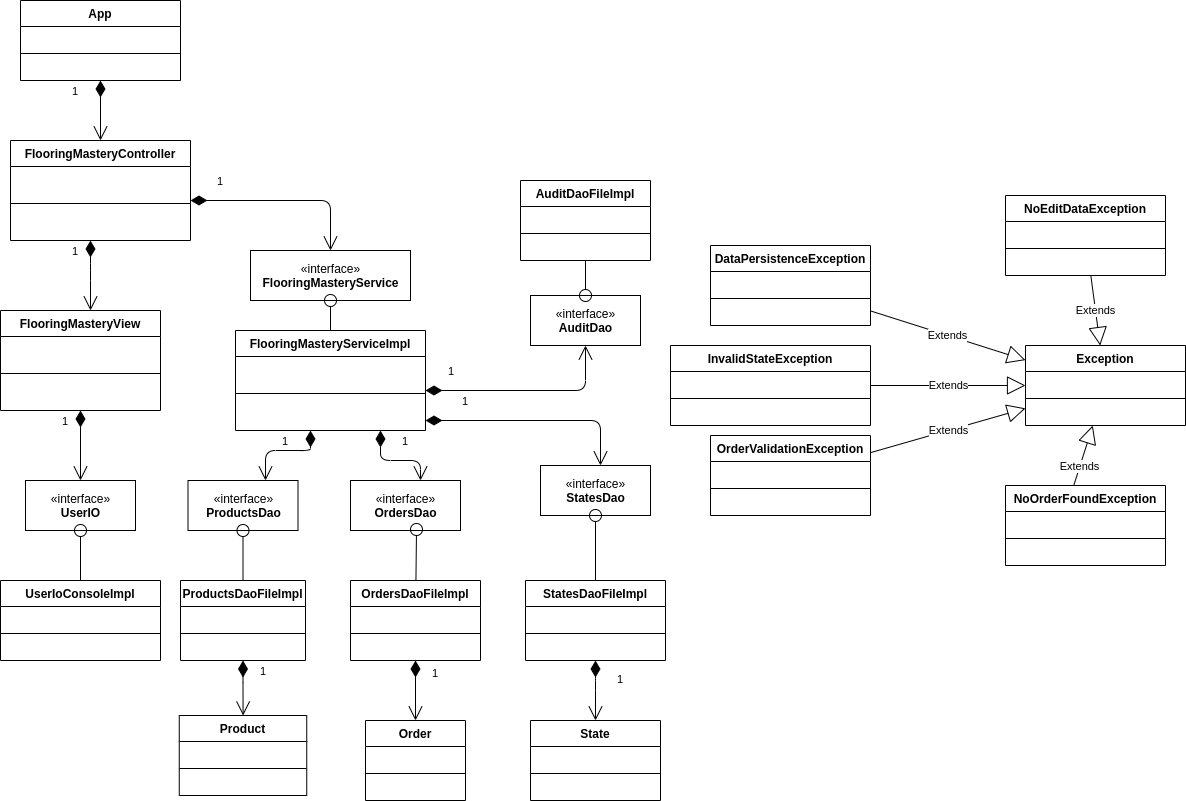 App
1
FlooringMasteryController
1
1
AuditDaoFileImpl
NoEditDataException
«interface»
FlooringMasteryService
DataPersistenceException
FlooringMasteryView
«interface»
AuditDao
Extends
Extends
FlooringMasteryServiceImpl
InvalidStateException
Exception
1
Extends
1
1
1
1
Extends
OrderValidationException
Extends
«interface»
UserIO
«interface»
ProductsDao
«interface»
OrdersDao
«interface»
StatesDao
NoOrderFoundException
UserIoConsoleImpl
ProductsDaoFileImpl
OrdersDaoFileImpl
StatesDaoFileImpl
1
1
1
Product
Order
State